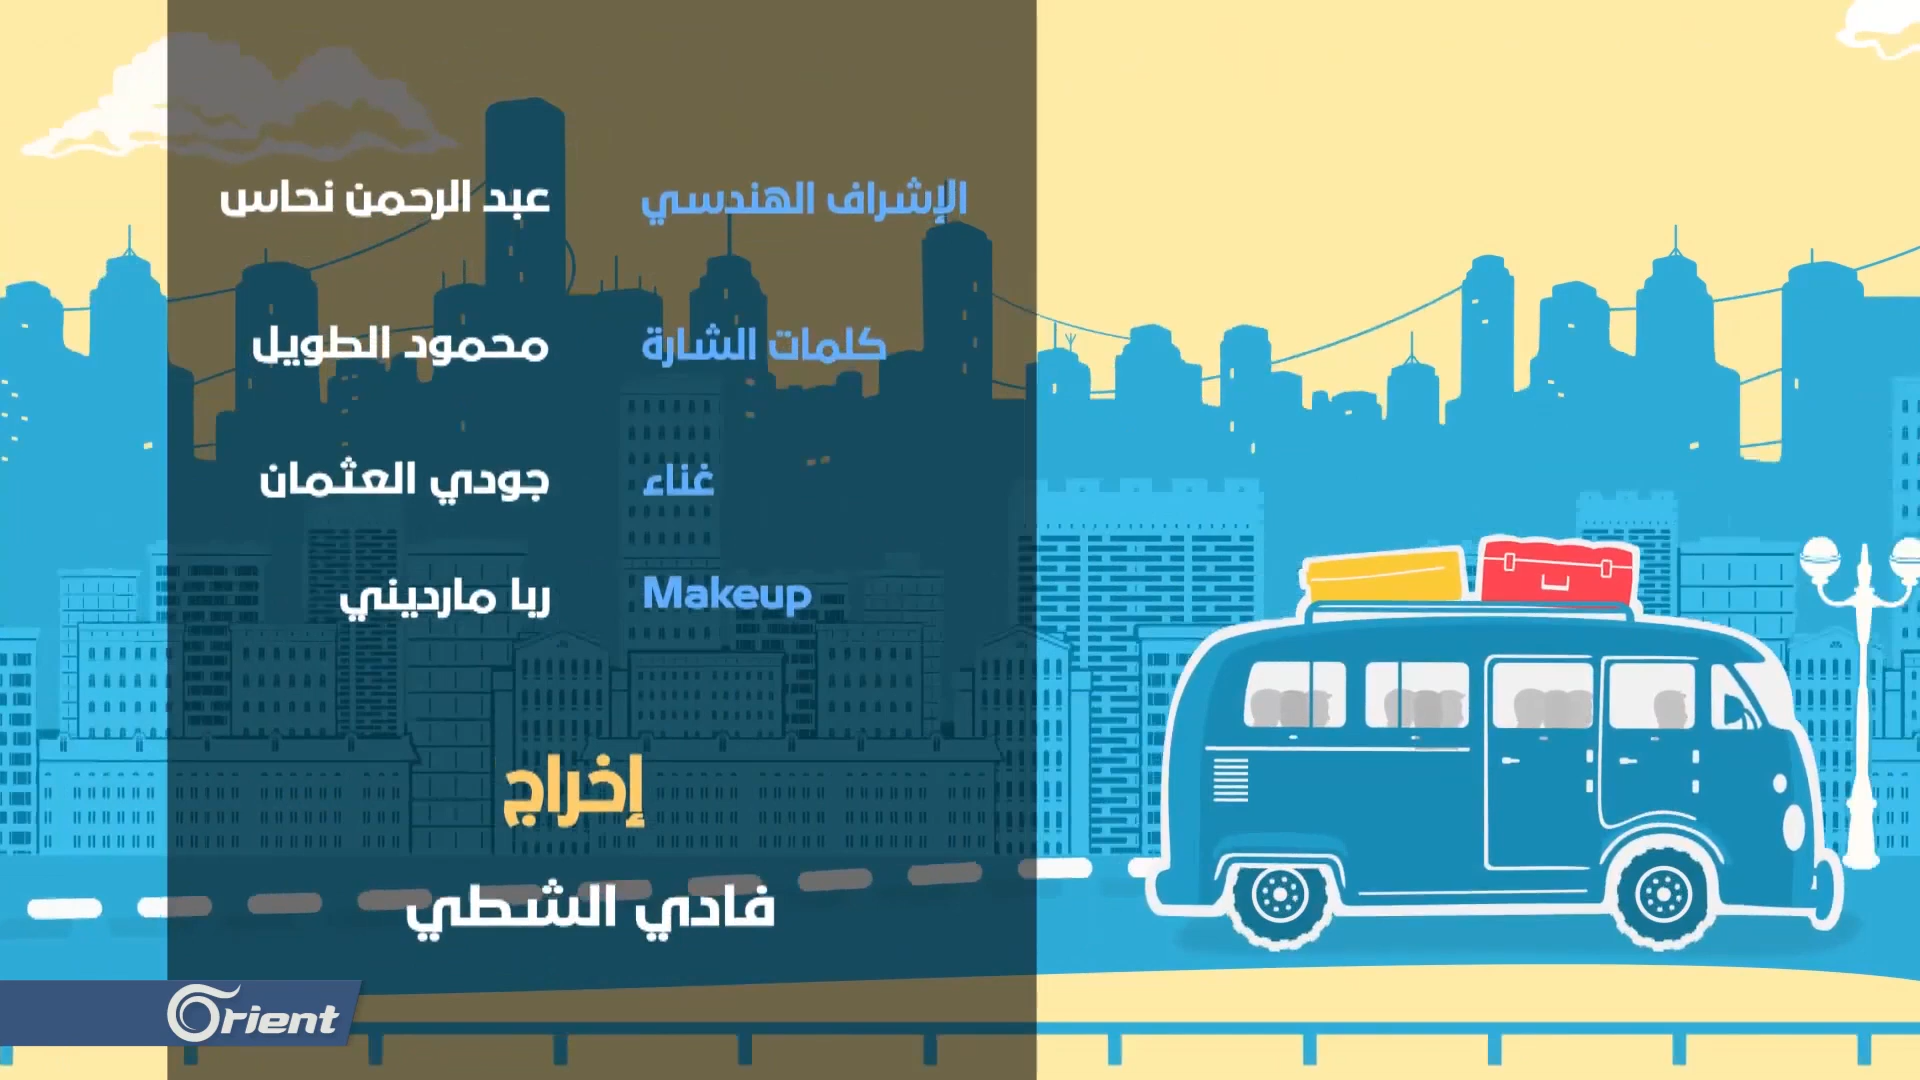 الإشراف الهندسي عبد الرحمن نحاس
كلمات الشارة محمود الطويل
غناء جودي العثمان
Makeup ربا مارديني
إخراج
فادي الشطي
Orient